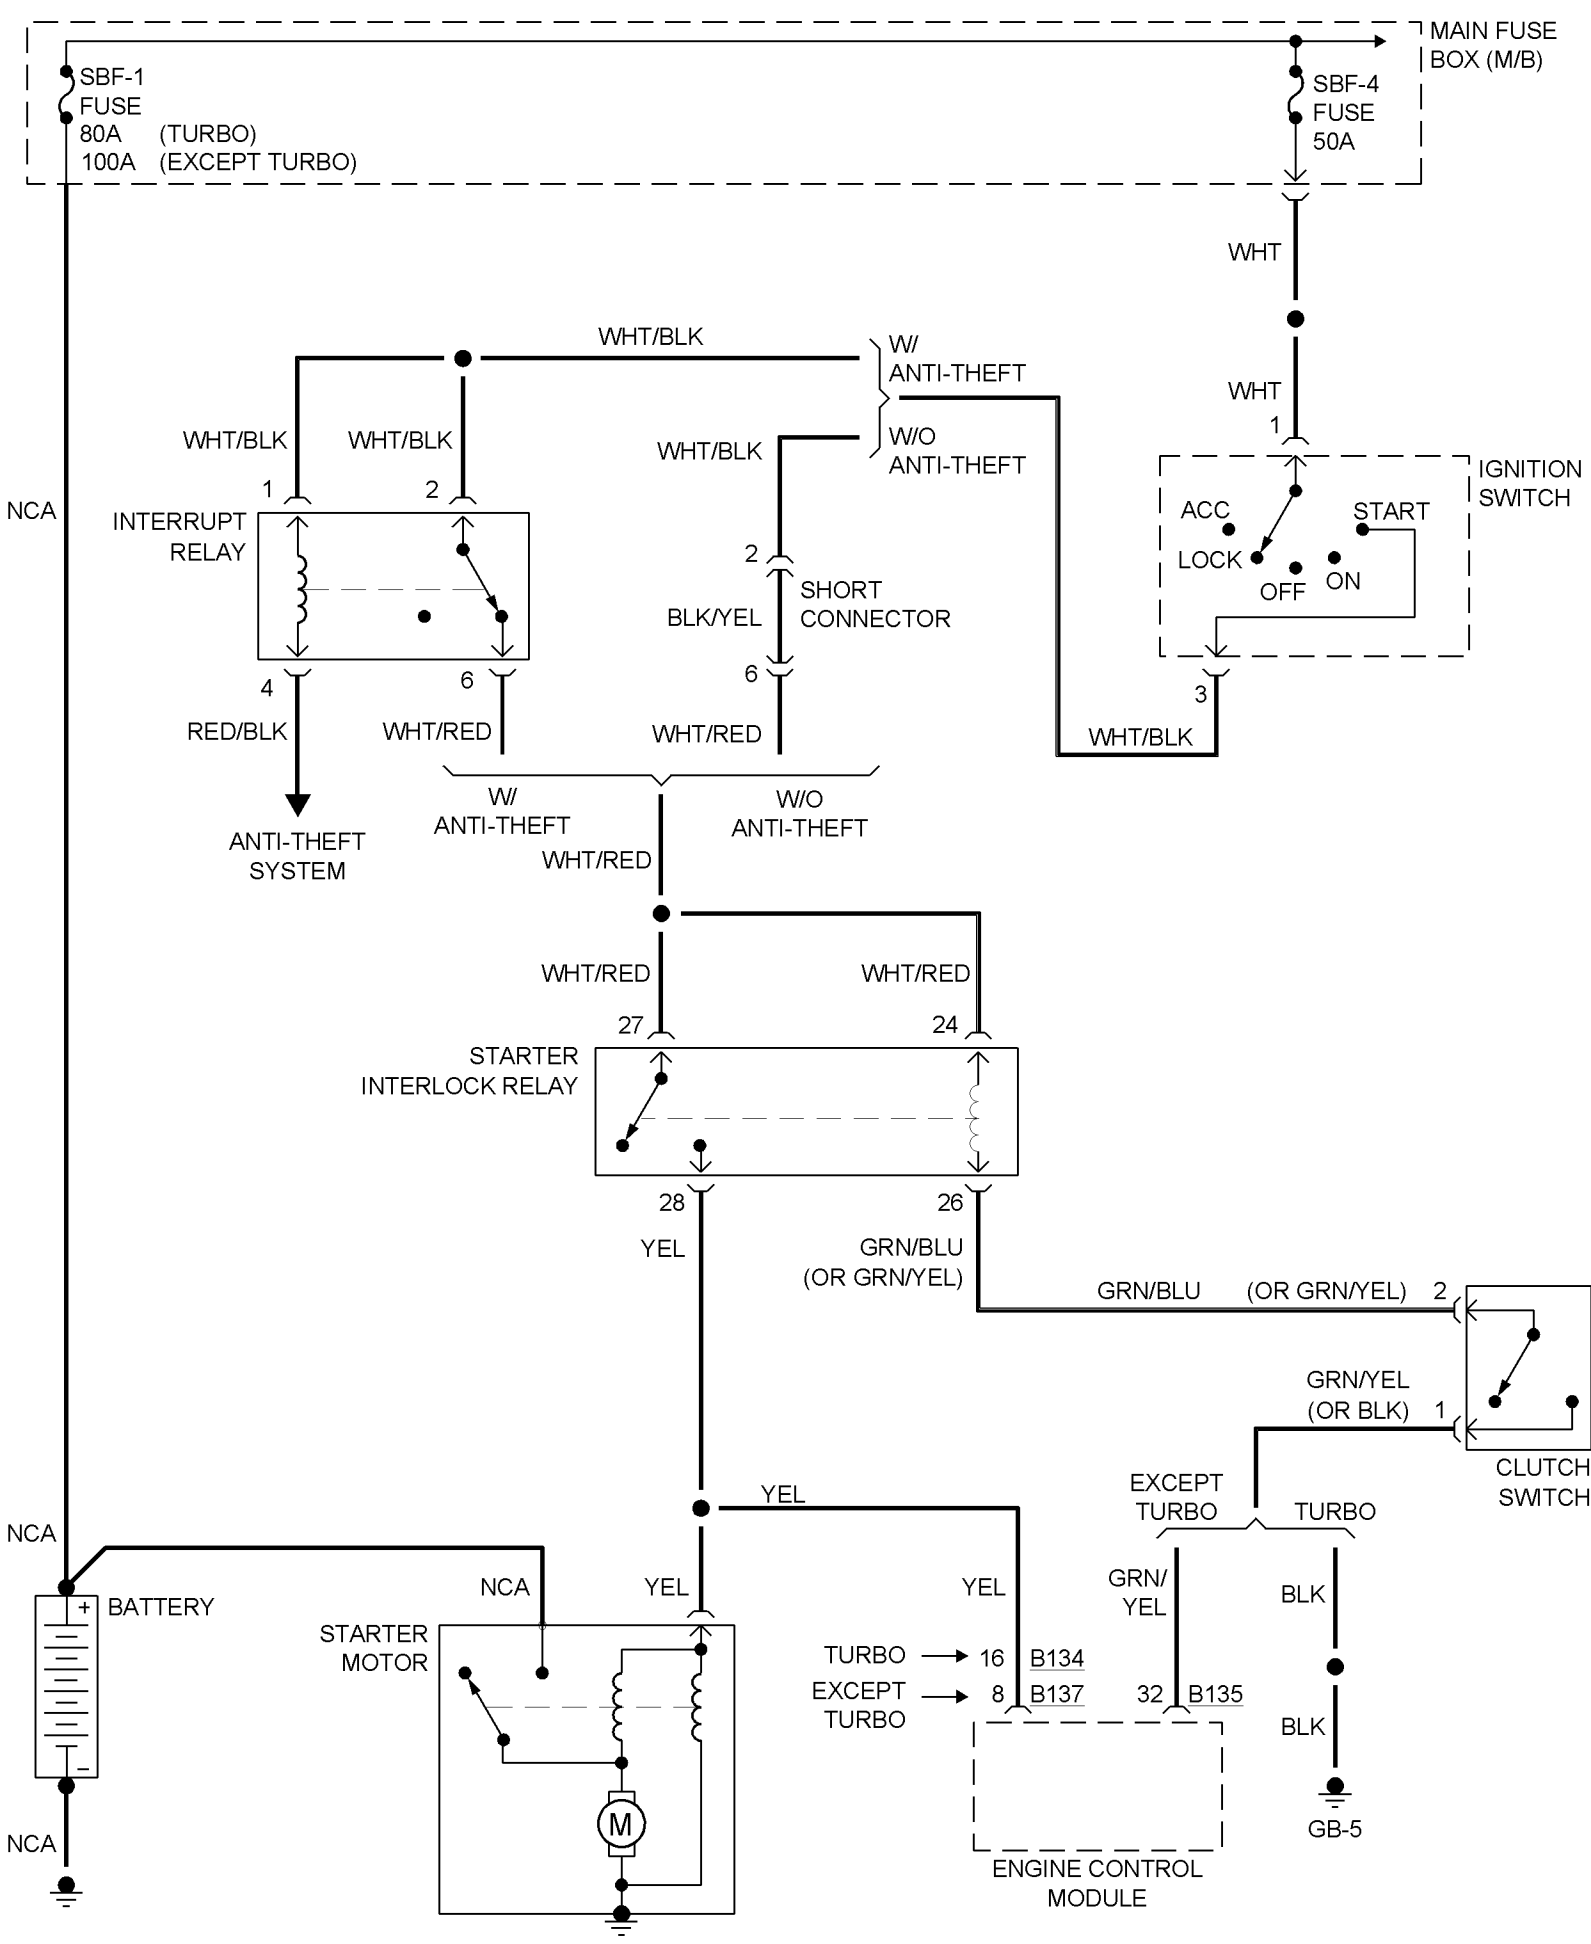 MAIN FUSE
BOX (M/B)
SBF-1
FUSE
80A (TURBO)
100A (EXCEPT TURBO)
SBF-4
FUSE
50A
WHT
WHT/BLK
W/
ANTI-THEFT
WHT
1
W/O
ANTI-THEFT
WHT/BLK
WHT/BLK
WHT/BLK
IGNITION
SWITCH
1
2
NCA
INTERRUPT
RELAY
ACC
START
LOCK
OFF
ON
2
SHORT
CONNECTOR
BLK/YEL
6
4
6
3
RED/BLK
WHT/RED
WHT/RED
WHT/BLK
W/
ANTI-THEFT
W/O
ANTI-THEFT
ANTI-THEFT
SYSTEM
WHT/RED
WHT/RED
WHT/RED
27
24
STARTER
INTERLOCK RELAY
28
26
YEL
GRN/BLU
(OR GRN/YEL)
GRN/BLU (OR GRN/YEL)
2
GRN/YEL
(OR BLK)
1
CLUTCH
SWITCH
EXCEPT
TURBO
TURBO
YEL
NCA
NCA
YEL
YEL
GRN/
YEL
BLK
+
BATTERY
STARTER
MOTOR
TURBO
16
B134
EXCEPT
TURBO
8
B137
32
B135
BLK
–
M
GB-5
NCA
ENGINE CONTROL
MODULE